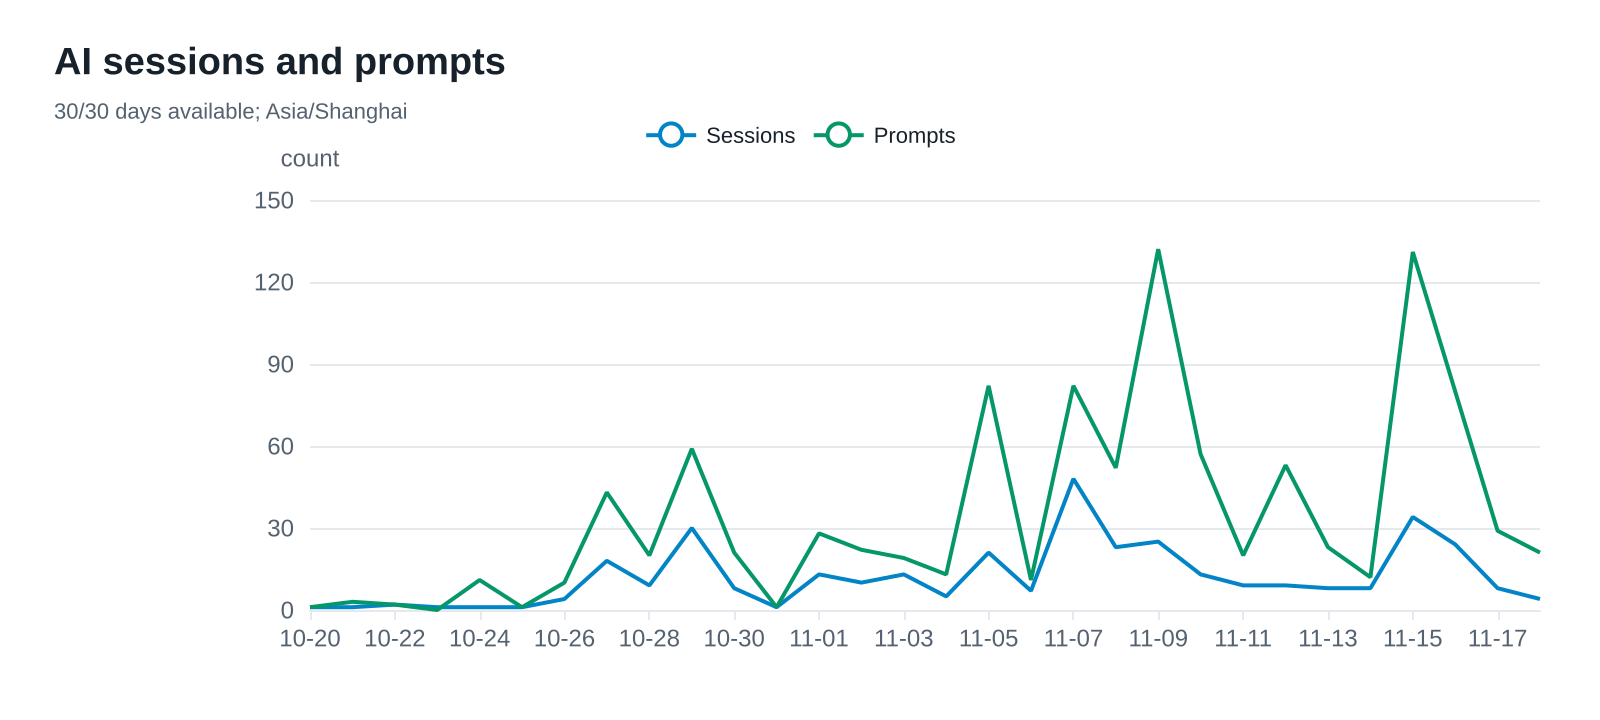 AI sessions and prompts
30/30 days available; Asia/Shanghai
Sessions Prompts
count
150
120
90
60
30
0
10-20 10-22 10-24 10-26 10-28 10-30 11-01 11-03 11-05 11-07 11-09 11-11 11-13 11-15 11-17